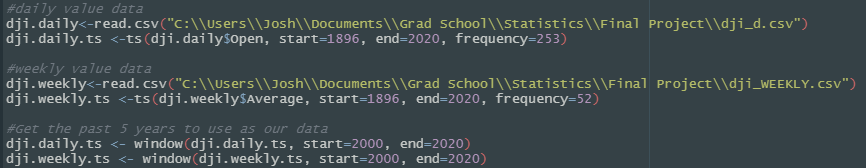 #daily value data
dji.daily<-read.csv("C:\\Users\\Josh\\Documents\\Grad School\\Statistics\\Final Project\\dji_d.csv")
dji.daily.ts <-ts(dji.daily$Open, start=1896, end=2020, frequency=253)
#weekly value data
dji.weekly<-read.csv("C:\\Users\\Josh\\Documents\\Grad School\\Statistics\\Final Project\\dji_WEEKLY.csv")
dji.weekly.ts <-ts(dji.weekly$Average, start=1896, end=2020, frequency=52)
#Get the past 5 years to use as our data
dji.daily.ts <- window(dji.daily.ts, start=2000, end=2020)
dji.weekly.ts <- window(dji.weekly.ts, start=2000, end=2020)